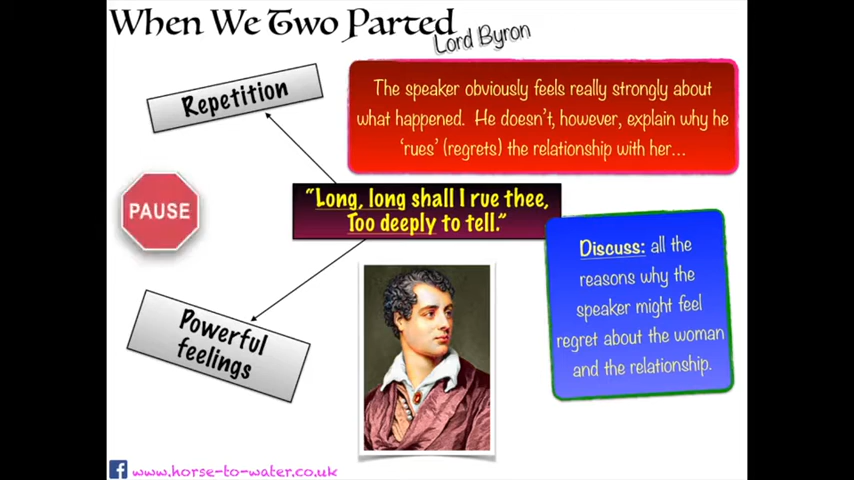 When We Two Parted
Lord Byron
Repetition
The speaker obviously feels really strongly about
what happened. He doesn't, however, explain why he
'rues' (regrets) the relationship with her...
PAUSE
"Long, long shall I rue thee,
Too deeply to tell."
Discuss: all the
reasons why the
speaker might feel
regret about the woman
and the relationship.
Powerful
feelings
f www.horse-to-water.co.uk